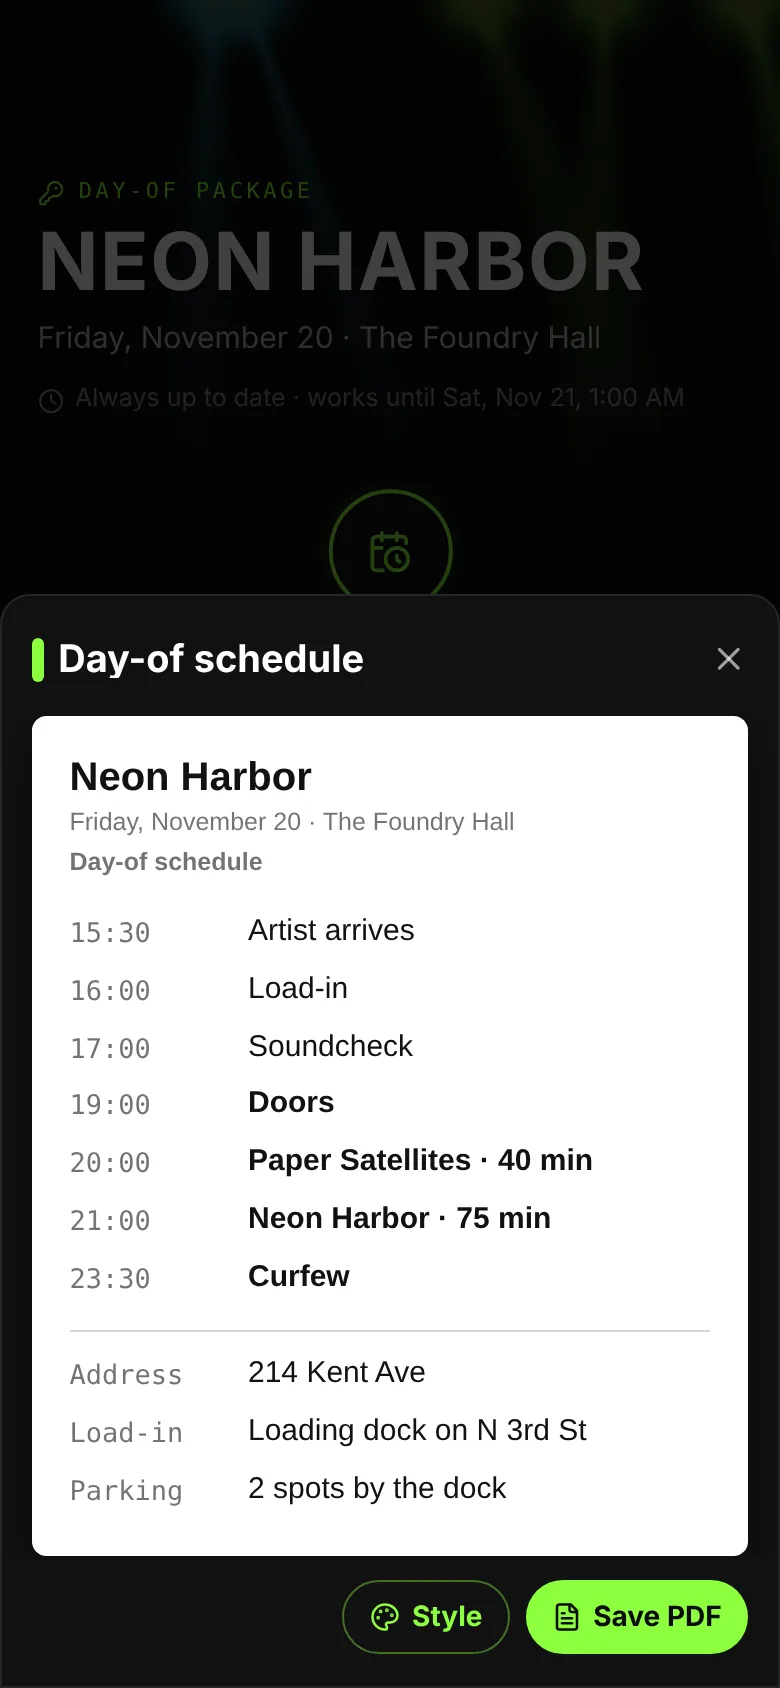 DAY-OF PACKAGE
NEON HARBOR
Friday, November 20 · The Foundry Hall
Always up to date · works until Sat, Nov 21, 1:00 AM
Day-of schedule
Neon Harbor
Friday, November 20 · The Foundry Hall
Day-of schedule
15:30 Artist arrives
16:00 Load-in
17:00 Soundcheck
19:00 Doors
20:00 Paper Satellites · 40 min
21:00 Neon Harbor · 75 min
23:30 Curfew
Address 214 Kent Ave
Load-in Loading dock on N 3rd St
Parking 2 spots by the dock
Style Save PDF